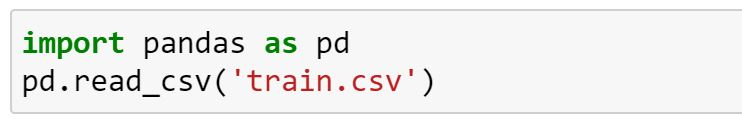 import pandas as pd
pd.read_csv('train.csv')